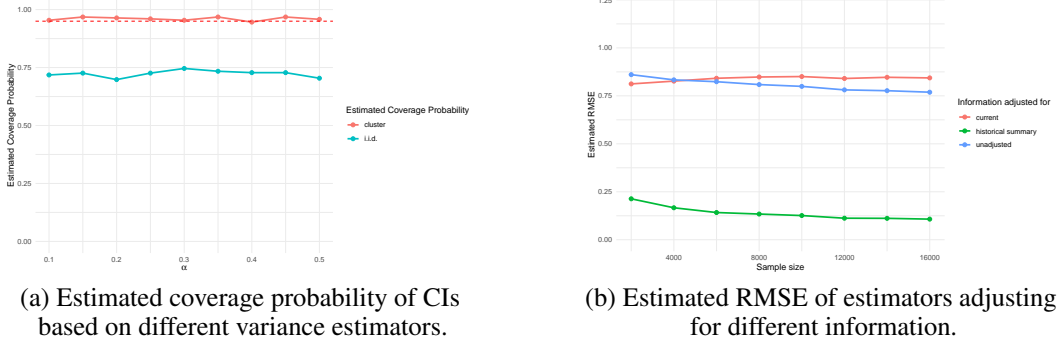 1.00
0.75
0.50
0.25
0.00
Estimated Coverage Probability
0.1 0.2 0.3 0.4 0.5
α
Estimated Coverage Probability
cluster
i.i.d.
(a) Estimated coverage probability of CIs
based on different variance estimators.
1.25
1.00
0.75
0.50
0.25
0.00
Estimated RMSE
4000 8000 12000 16000
Sample size
Information adjusted for
current
historical summary
unadjusted
(b) Estimated RMSE of estimators adjusting
for different information.